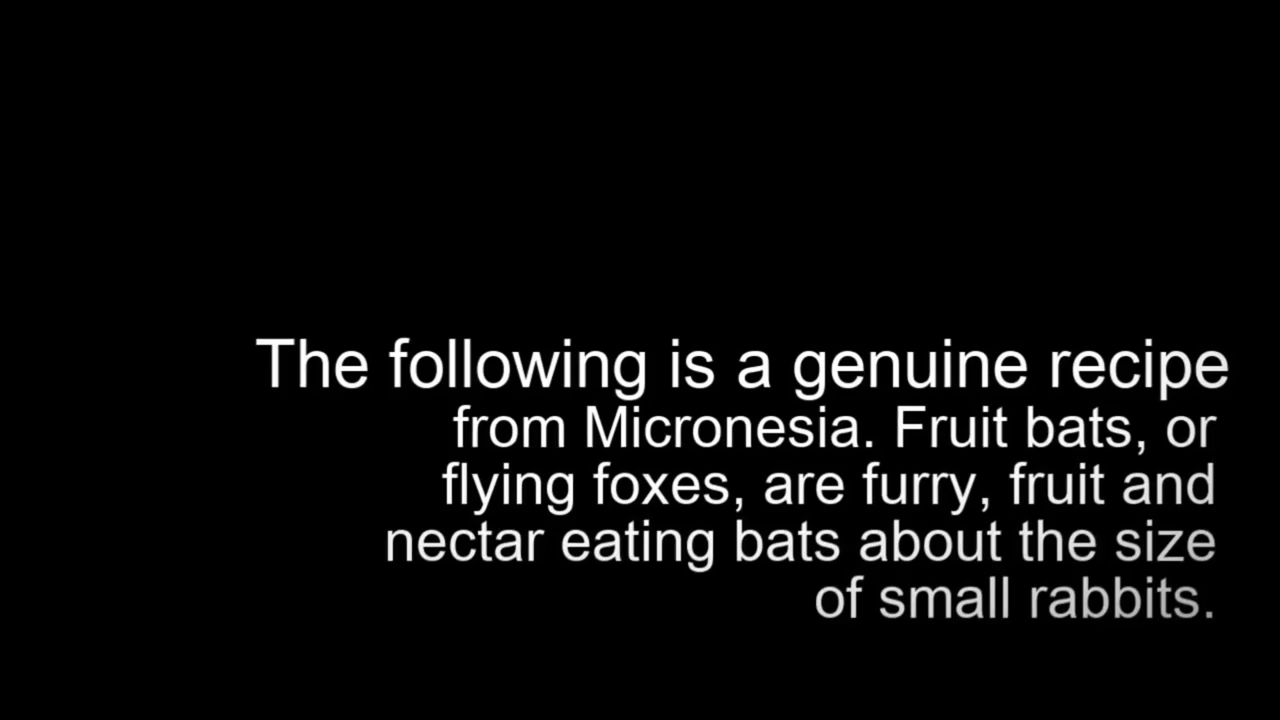 The following is a genuine recipe
from Micronesia. Fruit bats, or
flying foxes, are furry, fruit and
nectar eating bats about the size
of small rabbits.